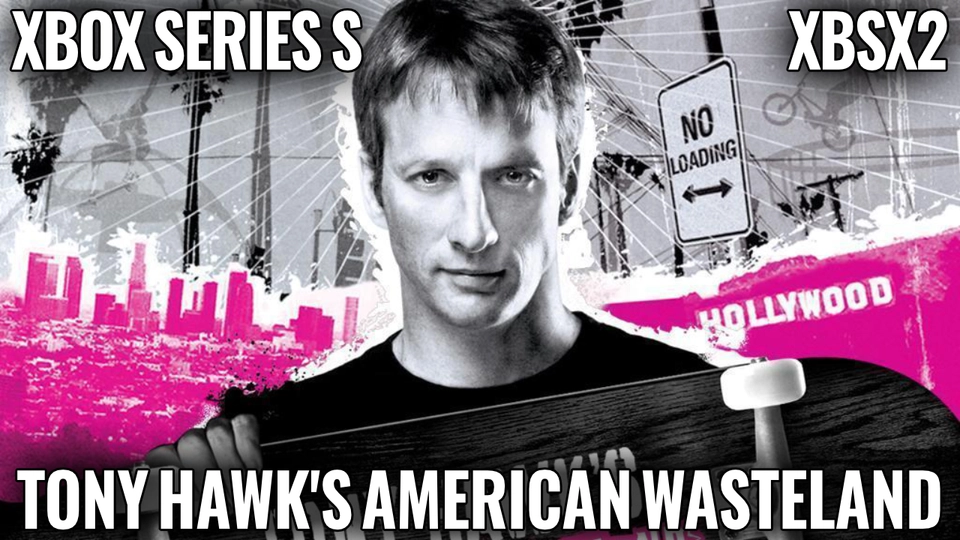 XBOX SERIES S
XBSX2
NO
LOADING
HOLLYWOOD
TONY HAWK'S AMERICAN WASTELAND